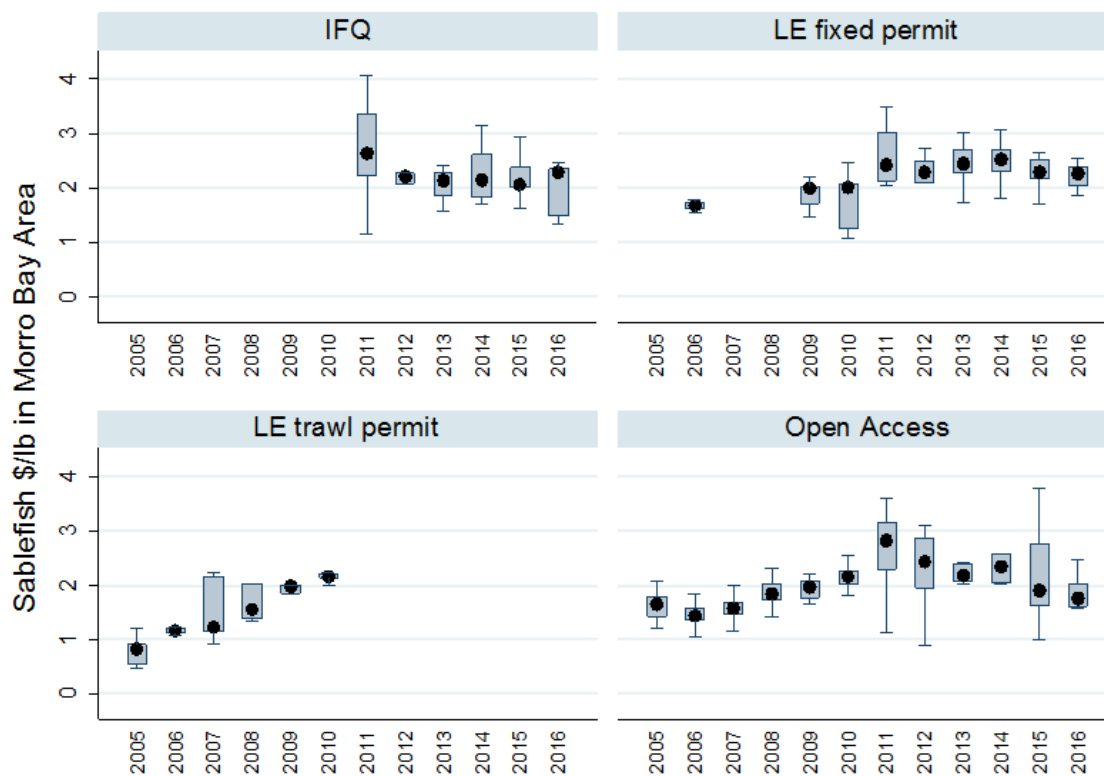 IFQ
LE fixed permit
Sablefish $/lb in Morro Bay Area
4
3
2
1
0
2005 2006 2007 2008 2009 2010 2011 2012 2013 2014 2015 2016
2005 2006 2007 2008 2009 2010 2011 2012 2013 2014 2015 2016
LE trawl permit
Open Access
4
3
2
1
0
2005 2006 2007 2008 2009 2010 2011 2012 2013 2014 2015 2016
2005 2006 2007 2008 2009 2010 2011 2012 2013 2014 2015 2016